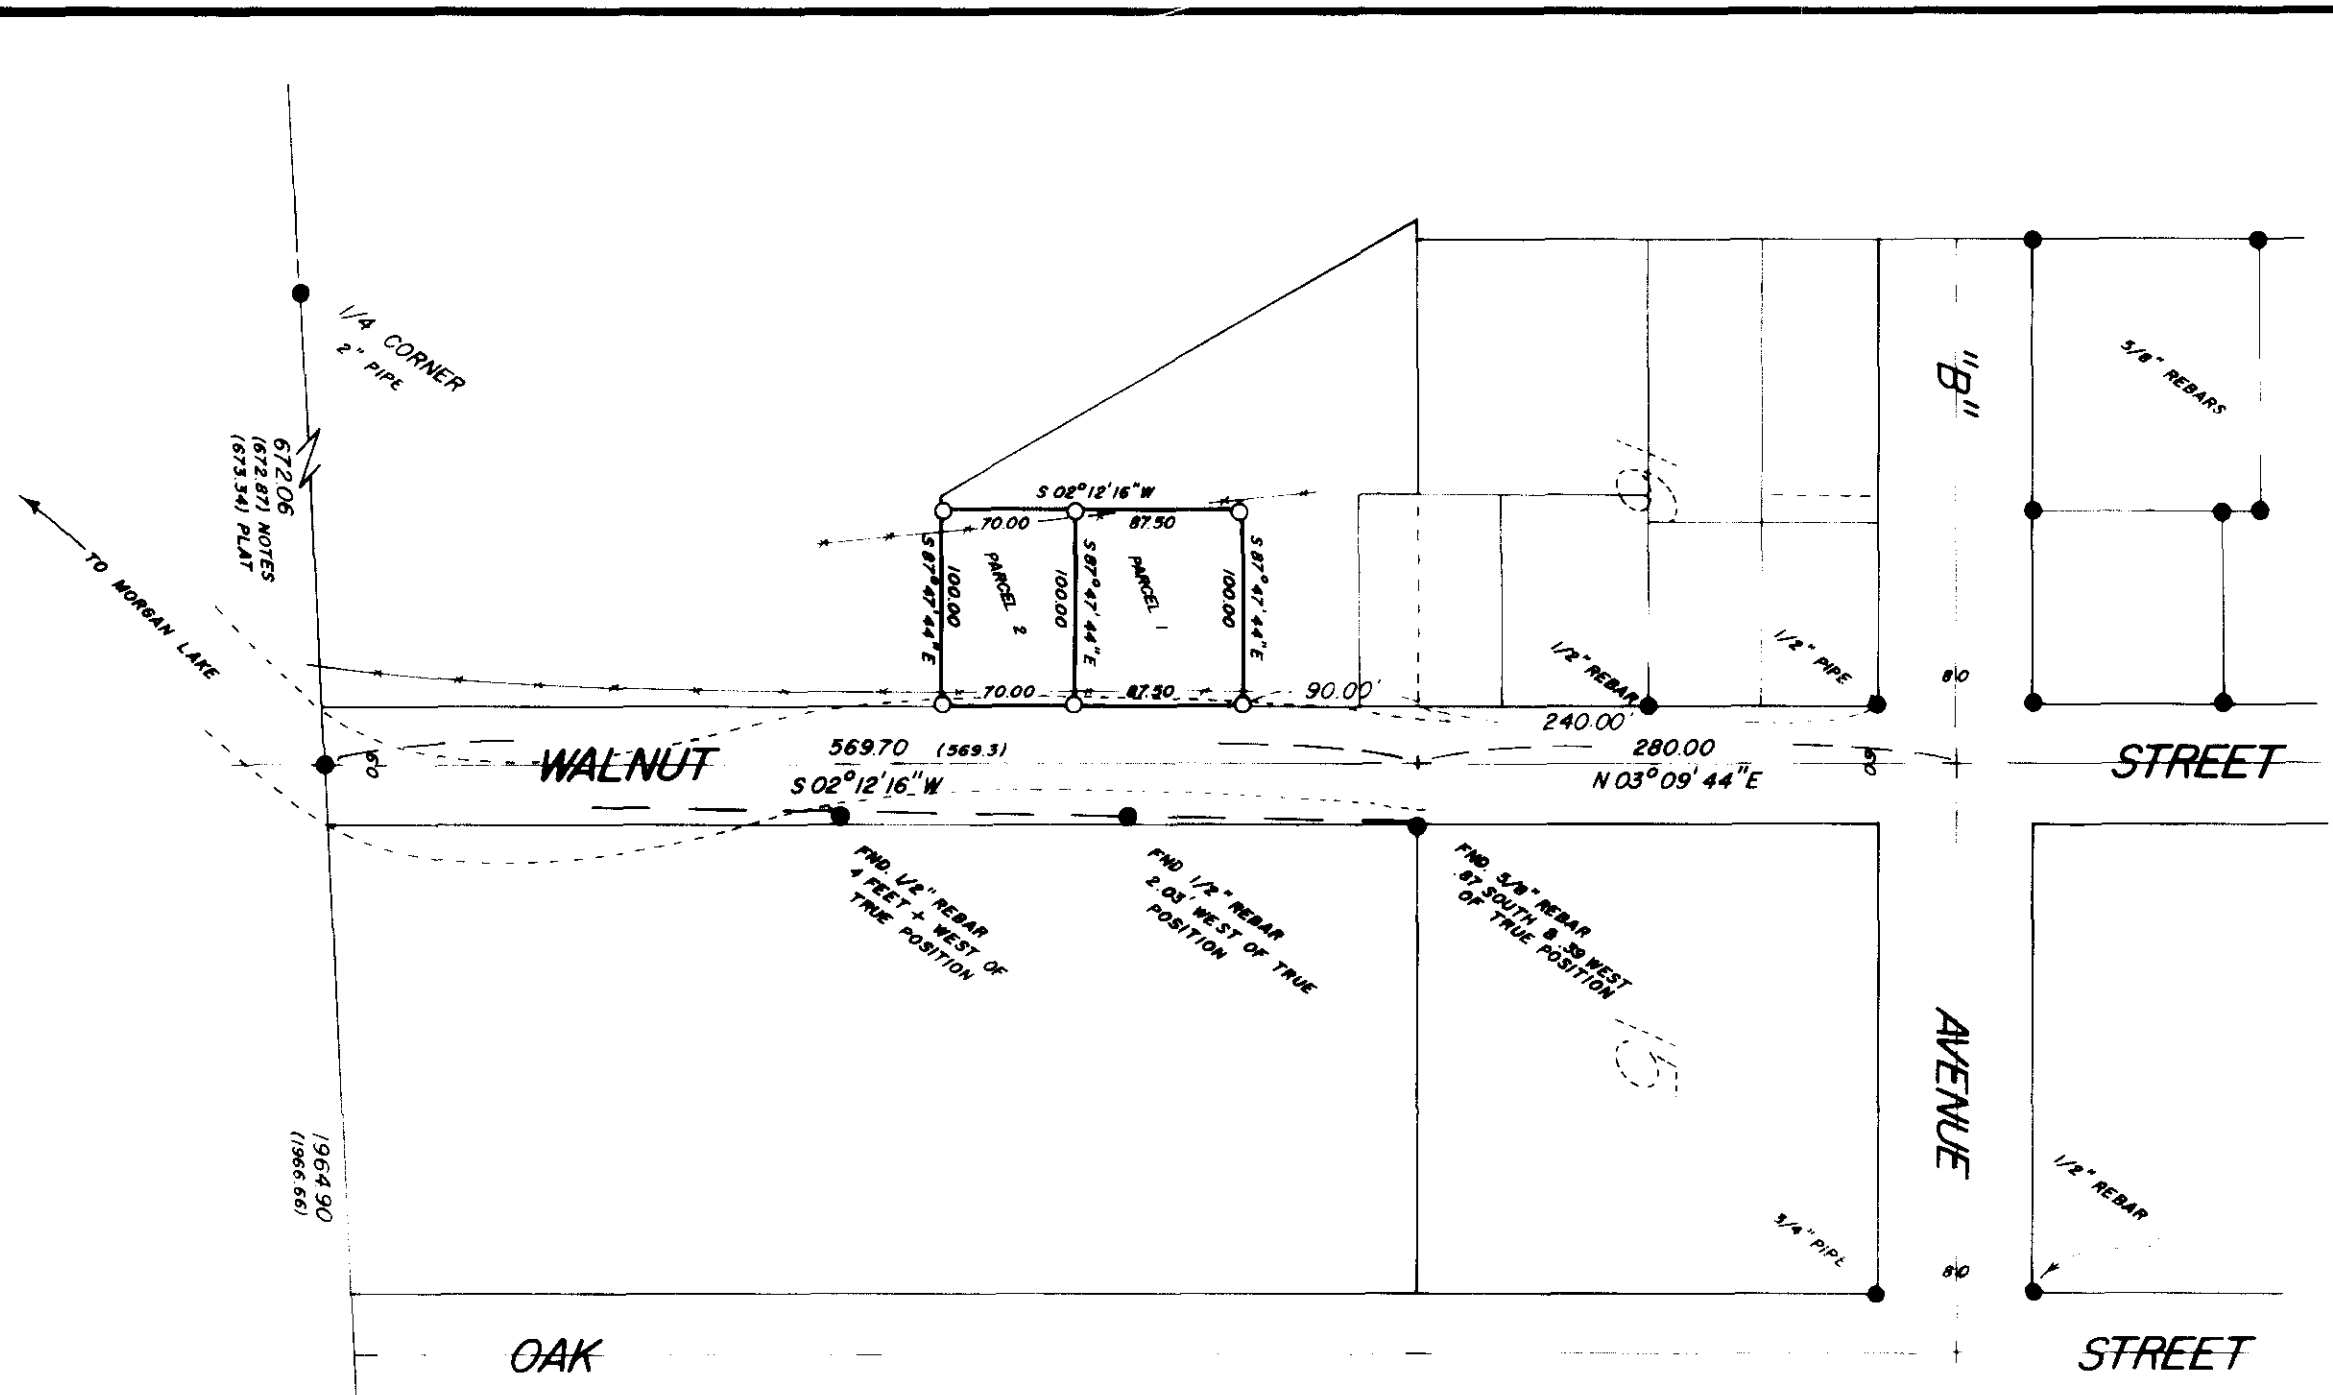 1/4 CORNER
2" PIPE
672.06
(672.87) NOTES
(673.34) PLAT
TO MORGAN LAKE
S 02°12'16"W
70.00
87.50
S 87°47'44"E
100.00
PARCEL 2
100.00
S 87°47'44"E
PARCEL 1
100.00
S 87°47'44"E
70.00
87.50
90.00'
240.00'
1/2" REBAR
1/2" PIPE
"B"
5/8" REBARS
80
60
WALNUT
569.70 (569.3)
S 02°12'16"W
280.00
N 03°09'44"E
60
STREET
FND. 1/2" REBAR
4 FEET + WEST OF
TRUE POSITION
FND 1/2" REBAR
2.03' WEST OF TRUE
POSITION
FND. 5/8" REBAR
.87 SOUTH & .39 WEST
OF TRUE POSITION
AVENUE
1964.90
(1966.66)
3/4" PIPE
1/2" REBAR
80
OAK
STREET